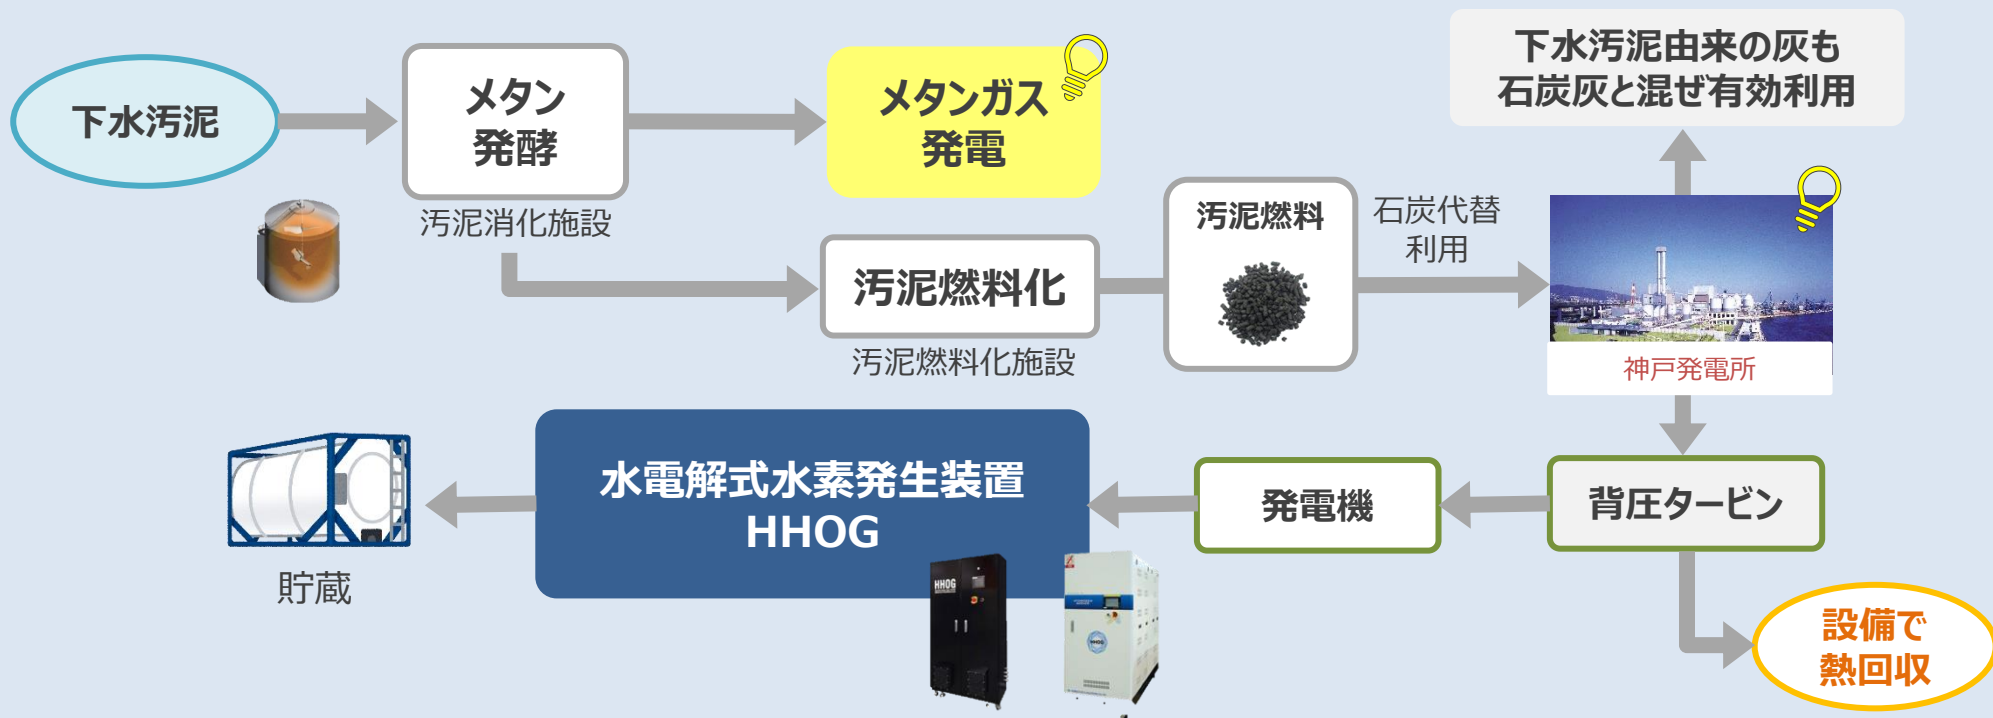 下水汚泥
メタン
発酵
汚泥消化施設
メタンガス
発電
汚泥燃料化
汚泥燃料化施設
汚泥燃料
石炭代替
利用
下水汚泥由来の灰も
石炭灰と混ぜ有効利用
神戸発電所
背圧タービン
設備で
熱回収
発電機
水電解式水素発生装置
HHOG
HHOG
HHOG
貯蔵